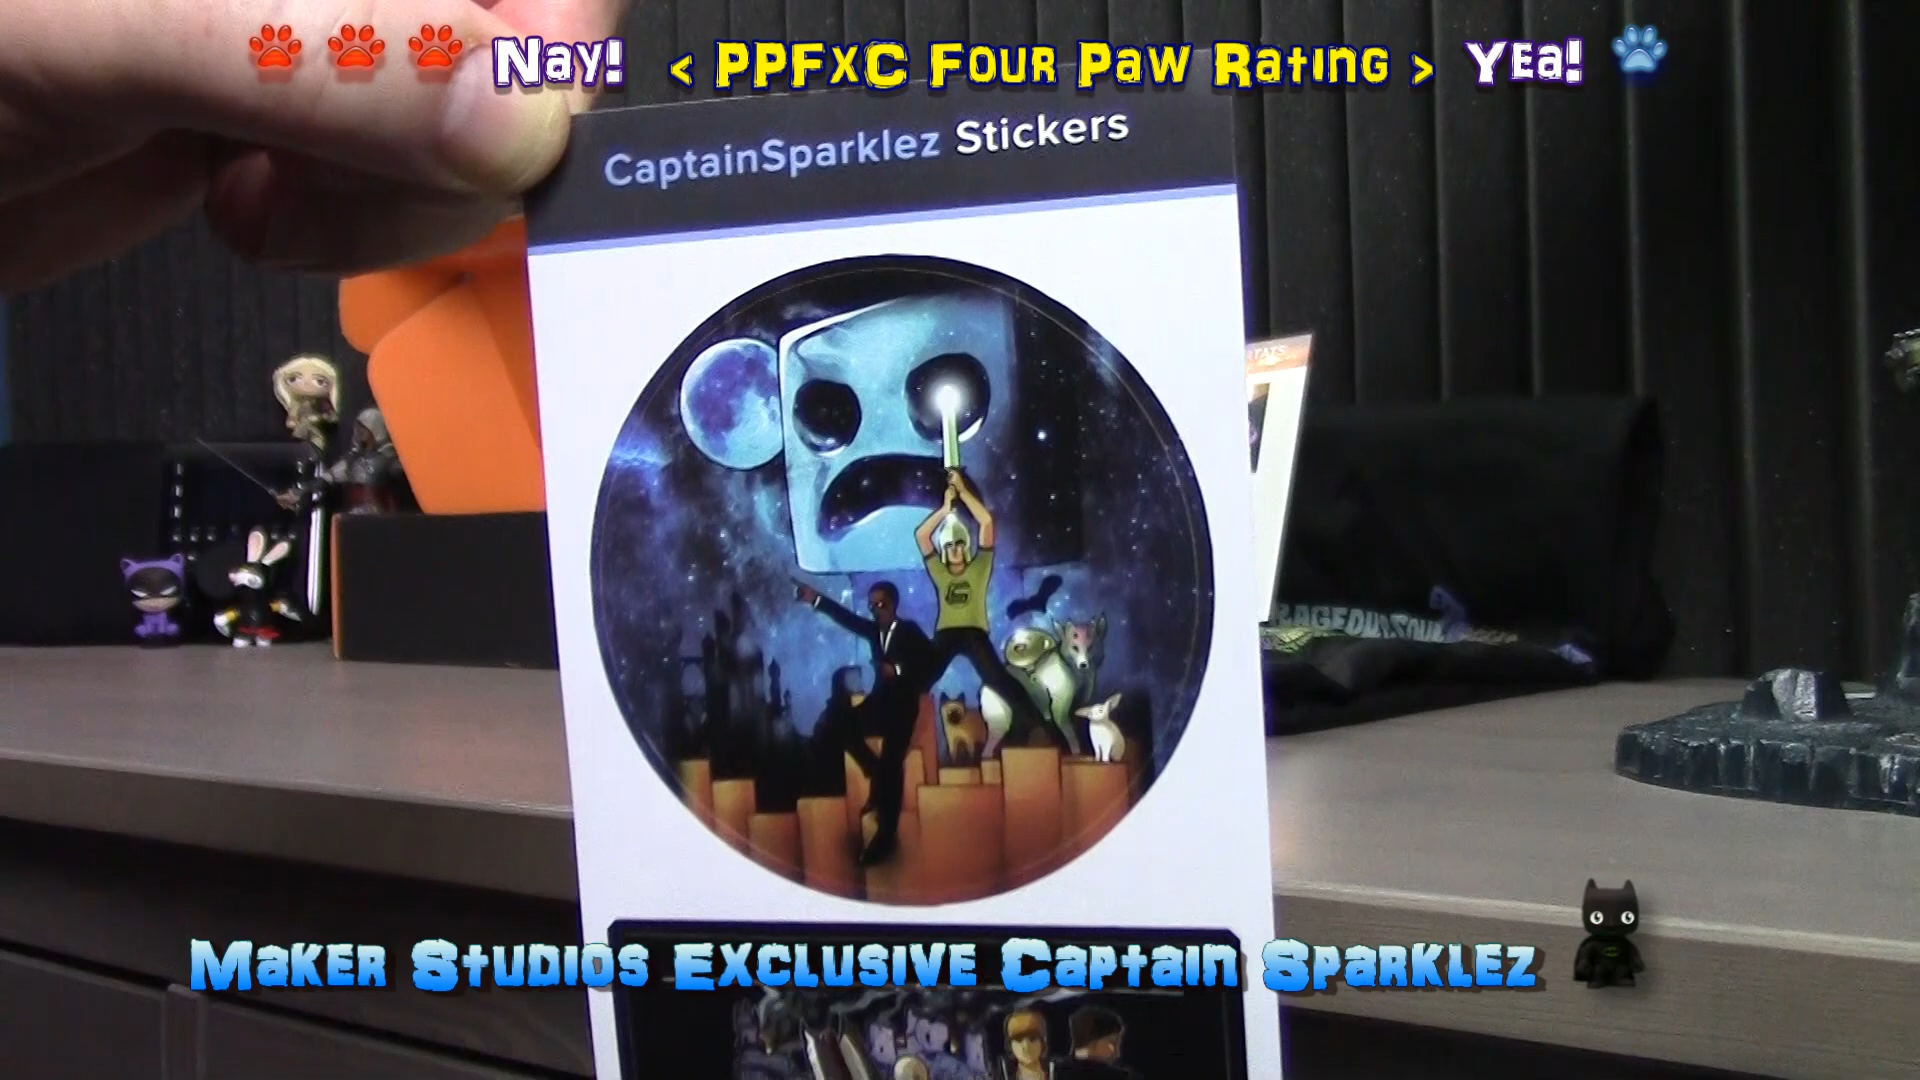 Nay! < PPFxC Four Paw Rating > Yea!
CaptainSparklez Stickers
Maker Studios Exclusive Captain Sparklez